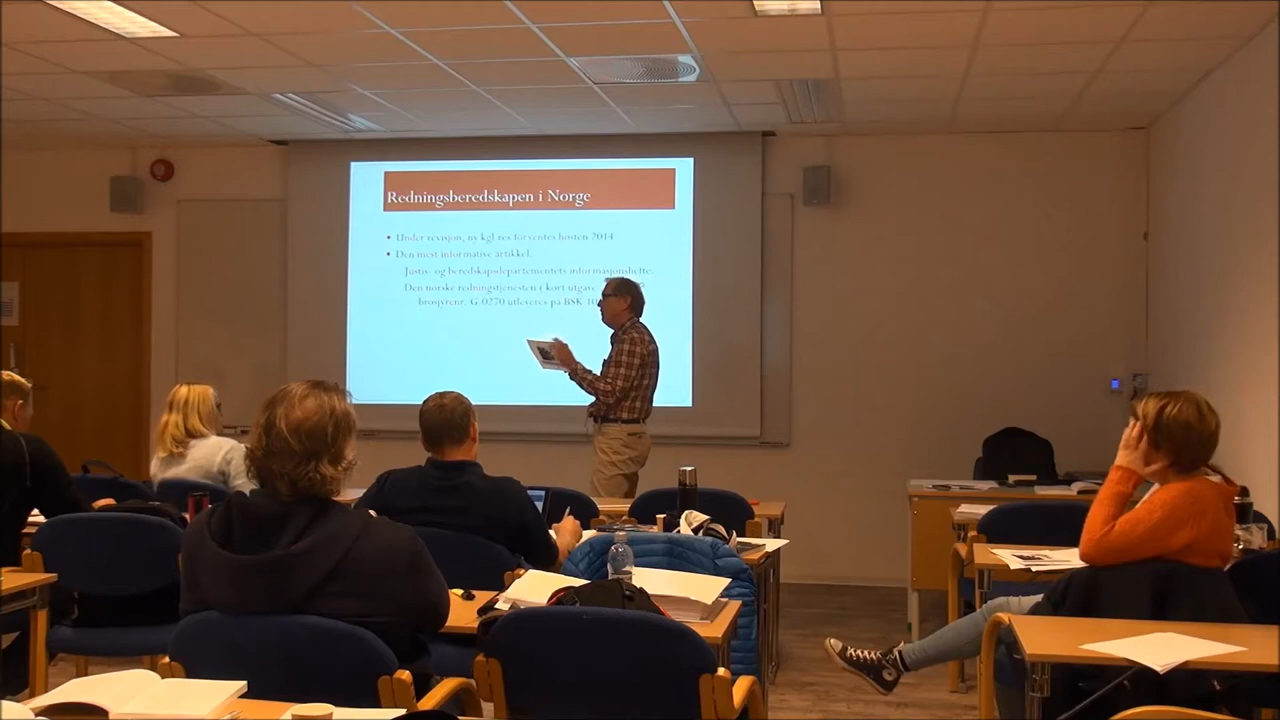 Redningsberedskapen i Norge
• Under revisjon, ny kgl.res forventes høsten 2014
• Den mest informative artikkel.
Justis- og beredskapsdepartementets informasjonshefte.
Den norske redningstjenesten ( kort utgave
brosjyrenr. G-0270 utleveres på BSK 10